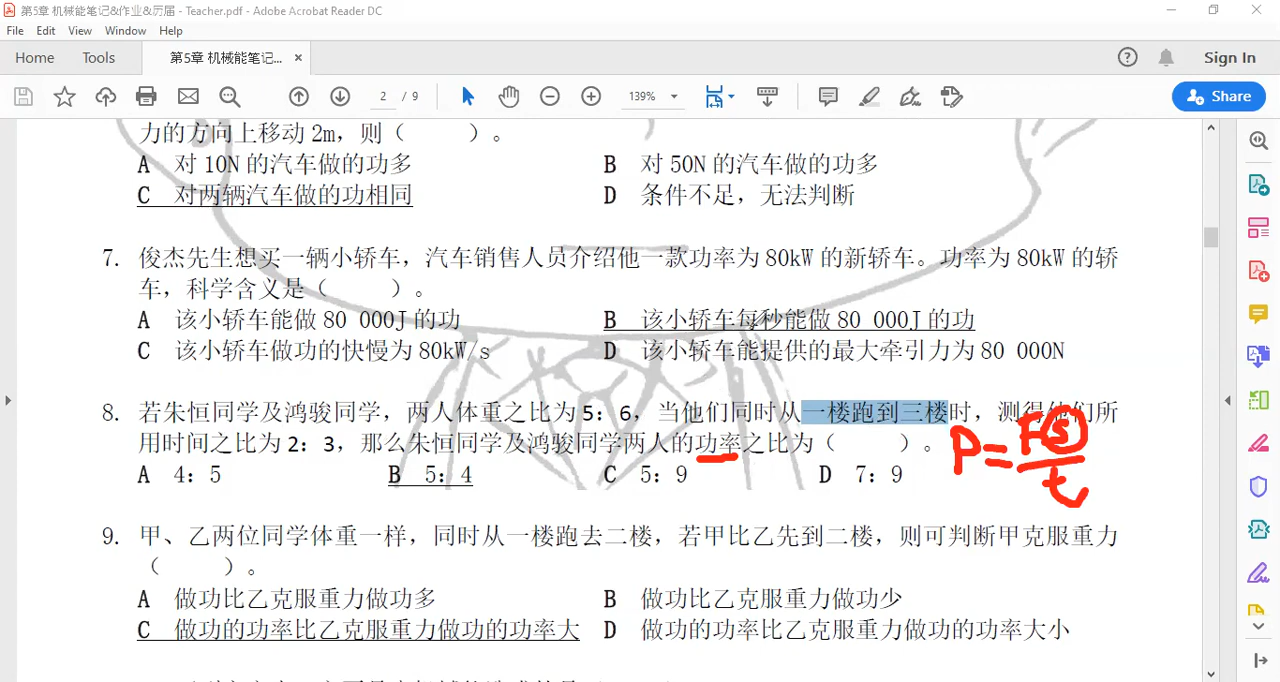 第5章 机械能笔记&作业&历届 - Teacher.pdf - Adobe Acrobat Reader DC
File Edit View Window Help
Home Tools 第5章 机械能笔记... × Sign In
2 / 9 139% Share
力的方向上移动 2m，则（ ）。
A 对 10N 的汽车做的功多 B 对 50N 的汽车做的功多
C 对两辆汽车做的功相同 D 条件不足，无法判断
7. 俊杰先生想买一辆小轿车，汽车销售人员介绍他一款功率为 80kW 的新轿车。功率为 80kW 的轿
车，科学含义是（ ）。
A 该小轿车能做 80 000J 的功 B 该小轿车每秒能做 80 000J 的功
C 该小轿车做功的快慢为 80kW/s D 该小轿车能提供的最大牵引力为 80 000N
8. 若朱恒同学及鸿骏同学，两人体重之比为 5：6，当他们同时从一楼跑到三楼时，测得他们所
用时间之比为 2：3，那么朱恒同学及鸿骏同学两人的功率之比为（ ）。
P=Fs/t
A 4：5 B 5：4 C 5：9 D 7：9
9. 甲、乙两位同学体重一样，同时从一楼跑去二楼，若甲比乙先到二楼，则可判断甲克服重力
（ ）。
A 做功比乙克服重力做功多 B 做功比乙克服重力做功少
C 做功的功率比乙克服重力做功的功率大 D 做功的功率比乙克服重力做功的功率大小